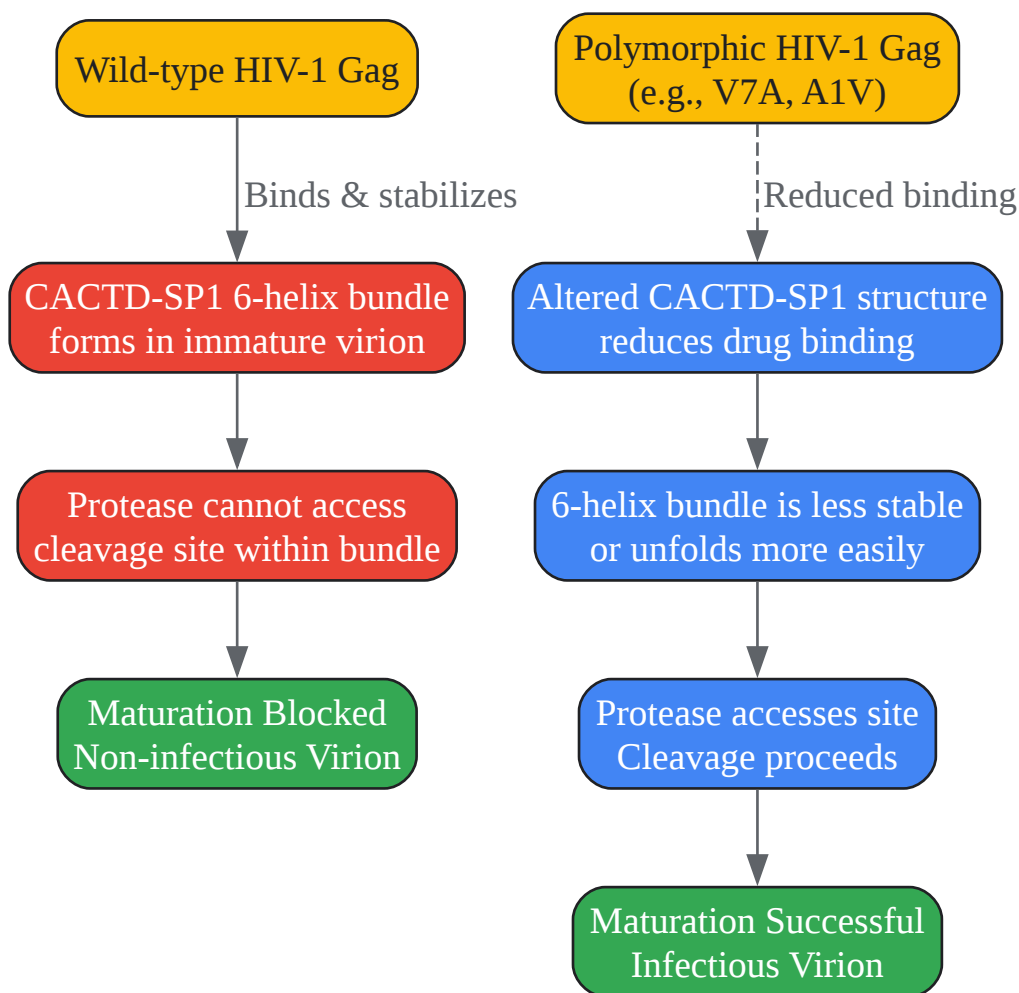 Wild-type HIV-1 Gag
Binds & stabilizes
CACTD-SP1 6-helix bundle
forms in immature virion
Protease cannot access
cleavage site within bundle
Maturation Blocked
Non-infectious Virion
Polymorphic HIV-1 Gag
(e.g., V7A, A1V)
Reduced binding
Altered CACTD-SP1 structure
reduces drug binding
6-helix bundle is less stable
or unfolds more easily
Protease accesses site
Cleavage proceeds
Maturation Successful
Infectious Virion